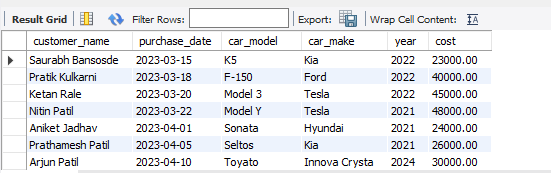 Result Grid Filter Rows: Export: Wrap Cell Content:
customer_name purchase_date car_model car_make year cost
Saurabh Bansosde 2023-03-15 K5 Kia 2022 23000.00
Pratik Kulkarni 2023-03-18 F-150 Ford 2022 40000.00
Ketan Rale 2023-03-20 Model 3 Tesla 2022 45000.00
Nitin Patil 2023-03-22 Model Y Tesla 2021 48000.00
Aniket Jadhav 2023-04-01 Sonata Hyundai 2021 24000.00
Prathamesh Patil 2023-04-05 Seltos Kia 2021 26000.00
Arjun Patil 2023-04-10 Toyato Innova Crysta 2024 30000.00